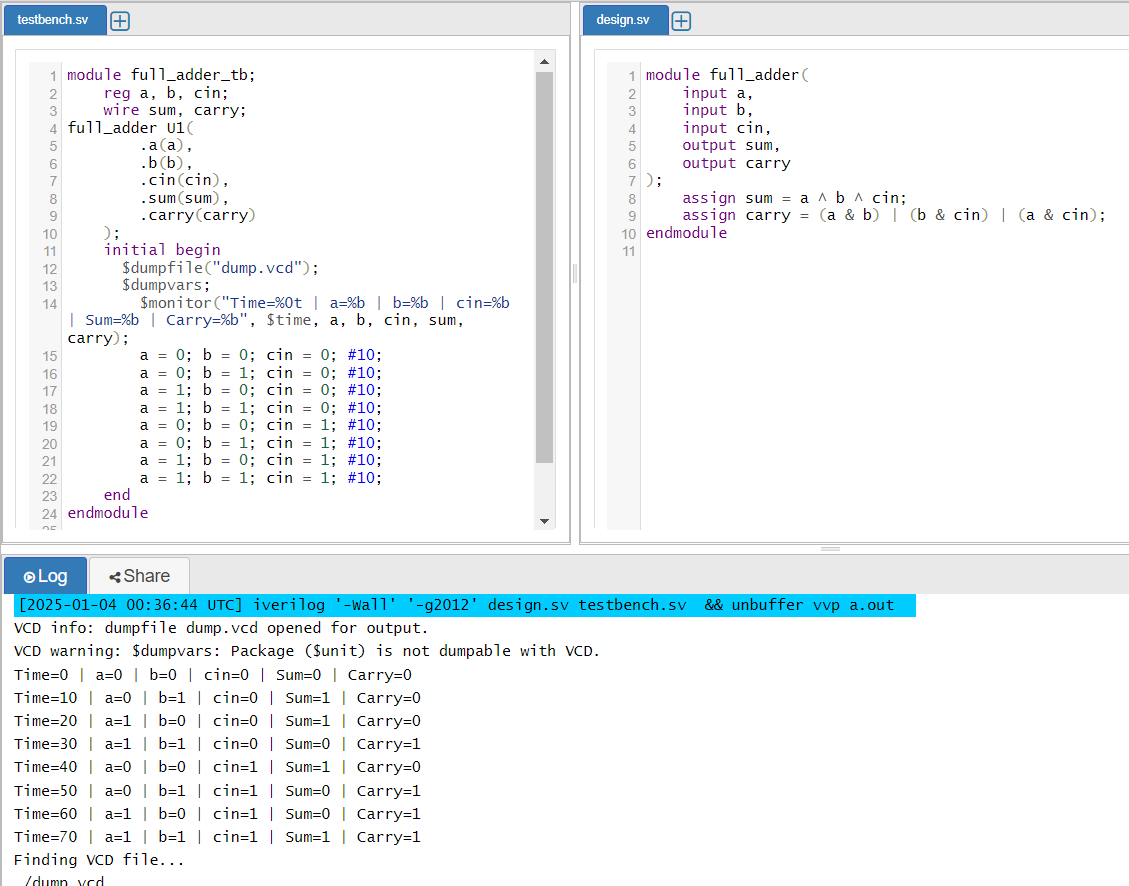 testbench.sv
1 module full_adder_tb;
2 reg a, b, cin;
3 wire sum, carry;
4 full_adder U1(
5 .a(a),
6 .b(b),
7 .cin(cin),
8 .sum(sum),
9 .carry(carry)
10 );
11 initial begin
12 $dumpfile("dump.vcd");
13 $dumpvars;
14 $monitor("Time=%0t | a=%b | b=%b | cin=%b
| Sum=%b | Carry=%b", $time, a, b, cin, sum,
carry);
15 a = 0; b = 0; cin = 0; #10;
16 a = 0; b = 1; cin = 0; #10;
17 a = 1; b = 0; cin = 0; #10;
18 a = 1; b = 1; cin = 0; #10;
19 a = 0; b = 0; cin = 1; #10;
20 a = 0; b = 1; cin = 1; #10;
21 a = 1; b = 0; cin = 1; #10;
22 a = 1; b = 1; cin = 1; #10;
23 end
24 endmodule
25
design.sv
1 module full_adder(
2 input a,
3 input b,
4 input cin,
5 output sum,
6 output carry
7 );
8 assign sum = a ^ b ^ cin;
9 assign carry = (a & b) | (b & cin) | (a & cin);
10 endmodule
11
Log
Share
[2025-01-04 00:36:44 UTC] iverilog '-Wall' '-g2012' design.sv testbench.sv && unbuffer vvp a.out
VCD info: dumpfile dump.vcd opened for output.
VCD warning: $dumpvars: Package ($unit) is not dumpable with VCD.
Time=0 | a=0 | b=0 | cin=0 | Sum=0 | Carry=0
Time=10 | a=0 | b=1 | cin=0 | Sum=1 | Carry=0
Time=20 | a=1 | b=0 | cin=0 | Sum=1 | Carry=0
Time=30 | a=1 | b=1 | cin=0 | Sum=0 | Carry=1
Time=40 | a=0 | b=0 | cin=1 | Sum=1 | Carry=0
Time=50 | a=0 | b=1 | cin=1 | Sum=0 | Carry=1
Time=60 | a=1 | b=0 | cin=1 | Sum=0 | Carry=1
Time=70 | a=1 | b=1 | cin=1 | Sum=1 | Carry=1
Finding VCD file...
./dump.vcd